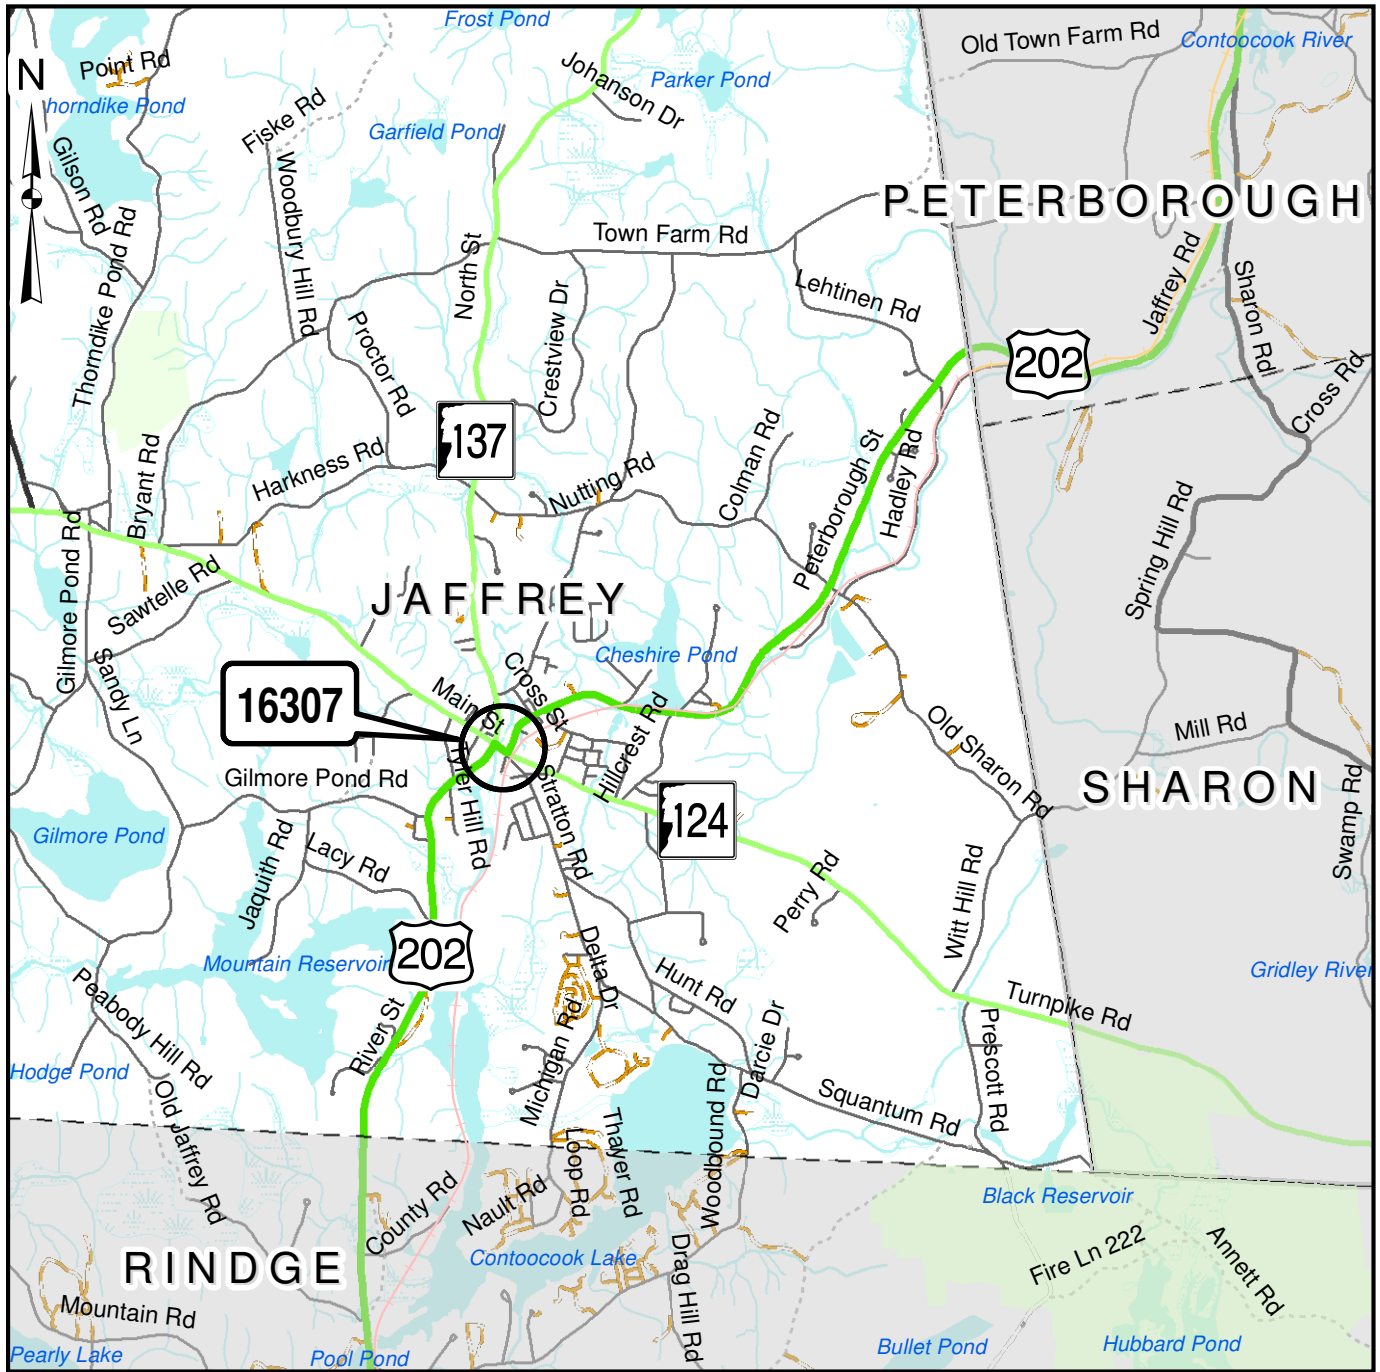 Frost Pond
Old Town Farm Rd
Contoocook River
Point Rd
N
Johanson Dr
Parker Pond
horndike Pond
Fiske Rd
Garfield Pond
Gilson Rd
Woodbury Hill Rd
PETERBOROUGH
Thorndike Pond Rd
North St
Town Farm Rd
Jaffrey Rd
Sharon Rd
Lehtinen Rd
Crestview Dr
Proctor Rd
202
Cross Rd
137
Bryant Rd
Harkness Rd
Nutting Rd
Colman Rd
Peterborough St
Hadley Rd
Spring Hill Rd
Gilmore Pond Rd
Sawtelle Rd
JAFFREY
Cheshire Pond
Sandy Ln
16307
Main St
Cross St
Hillcrest Rd
Old Sharon Rd
Mill Rd
Gilmore Pond Rd
Tyler Hill Rd
Stratton Rd
SHARON
124
Gilmore Pond
Jaquith Rd
Lacy Rd
Perry Rd
Witt Hill Rd
Swamp Rd
202
Mountain Reservoir
Delta Dr
Hunt Rd
Gridley River
Peabody Hill Rd
River St
Michigan Rd
Darcie Dr
Turnpike Rd
Prescott Rd
Hodge Pond
Old Jaffrey Rd
Woodbound Rd
Squantum Rd
Thayer Rd
Loop Rd
County Rd
Nault Rd
Black Reservoir
RINDGE
Contoocook Lake
Drag Hill Rd
Fire Ln 222
Annett Rd
Mountain Rd
Pearly Lake
Pool Pond
Bullet Pond
Hubbard Pond